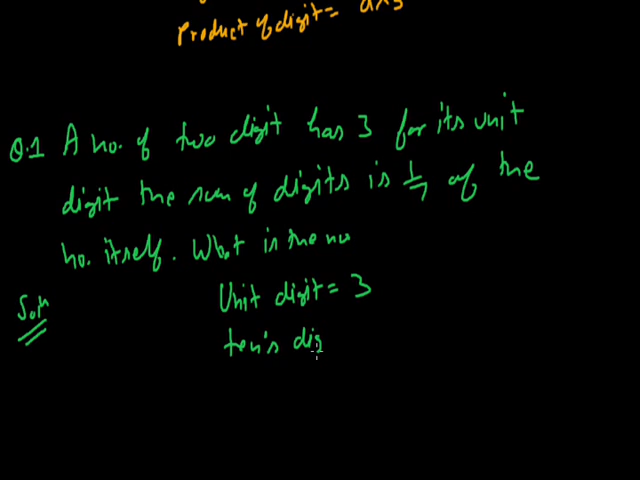 Product of digit =
Q.1 A no. of two digit has 3 for its unit
digit the sum of digits is 1/7 of the
no. itself. What is the no
Soln
Unit digit = 3
ten's dig